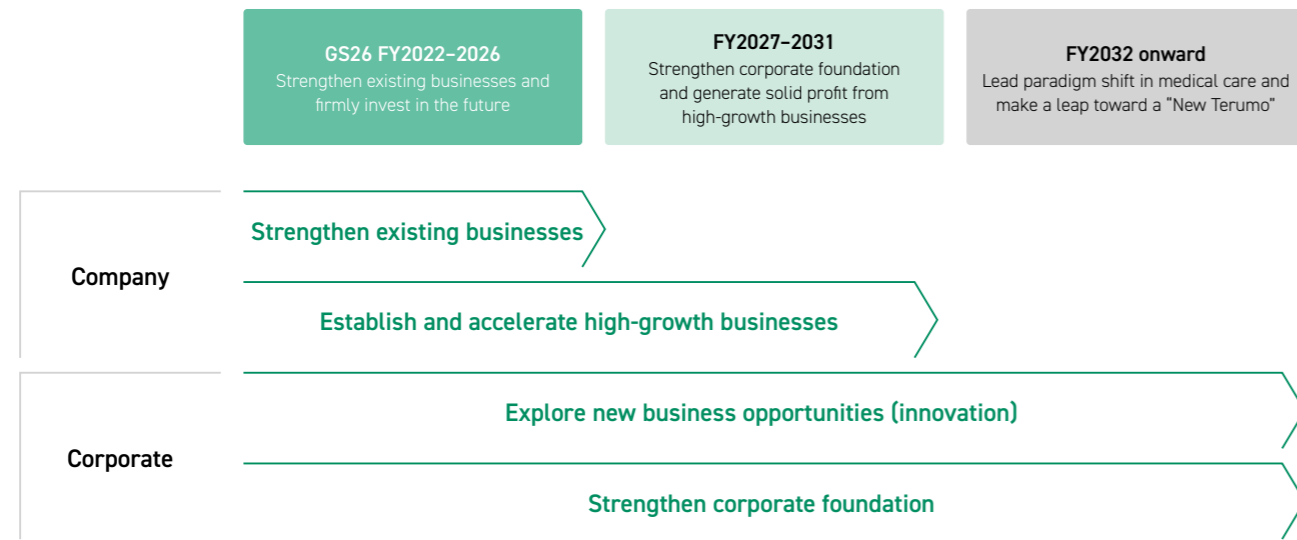 GS26 FY2022–2026
Strengthen existing businesses and
firmly invest in the future
FY2027–2031
Strengthen corporate foundation
and generate solid profit from
high-growth businesses
FY2032 onward
Lead paradigm shift in medical care and
make a leap toward a “New Terumo”
Company
Strengthen existing businesses
Establish and accelerate high-growth businesses
Corporate
Explore new business opportunities (innovation)
Strengthen corporate foundation